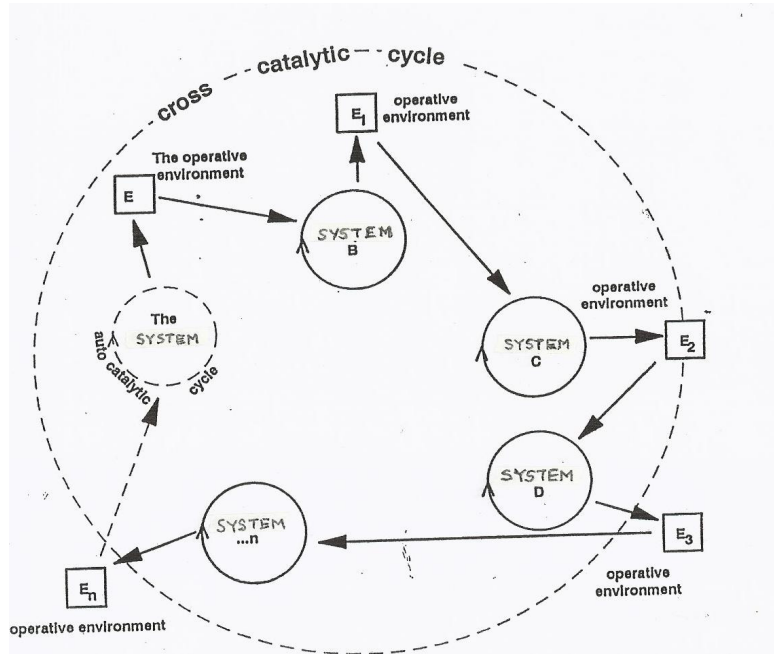 cross catalytic cycle
E₁
operative
environment
The operative
environment
E
SYSTEM
B
operative
environment
The
SYSTEM
auto catalytic cycle
SYSTEM
C
E₂
SYSTEM
D
SYSTEM
...n
E₃
Eₙ
operative
environment
operative environment